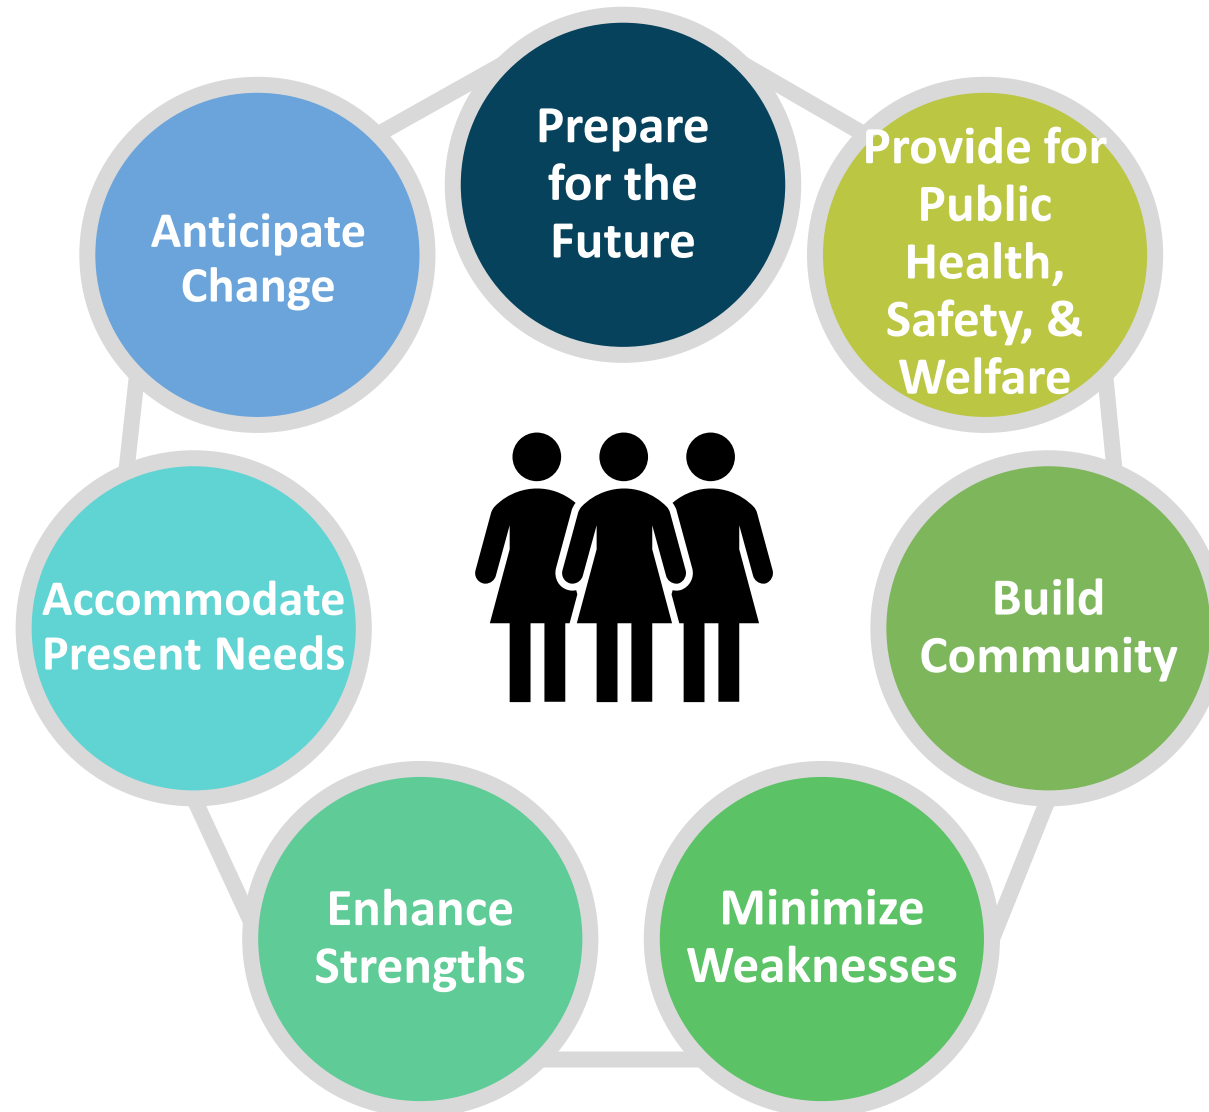 Prepare
for the
Future
Provide for
Public
Health,
Safety, &
Welfare
Build
Community
Minimize
Weaknesses
Enhance
Strengths
Accommodate
Present Needs
Anticipate
Change